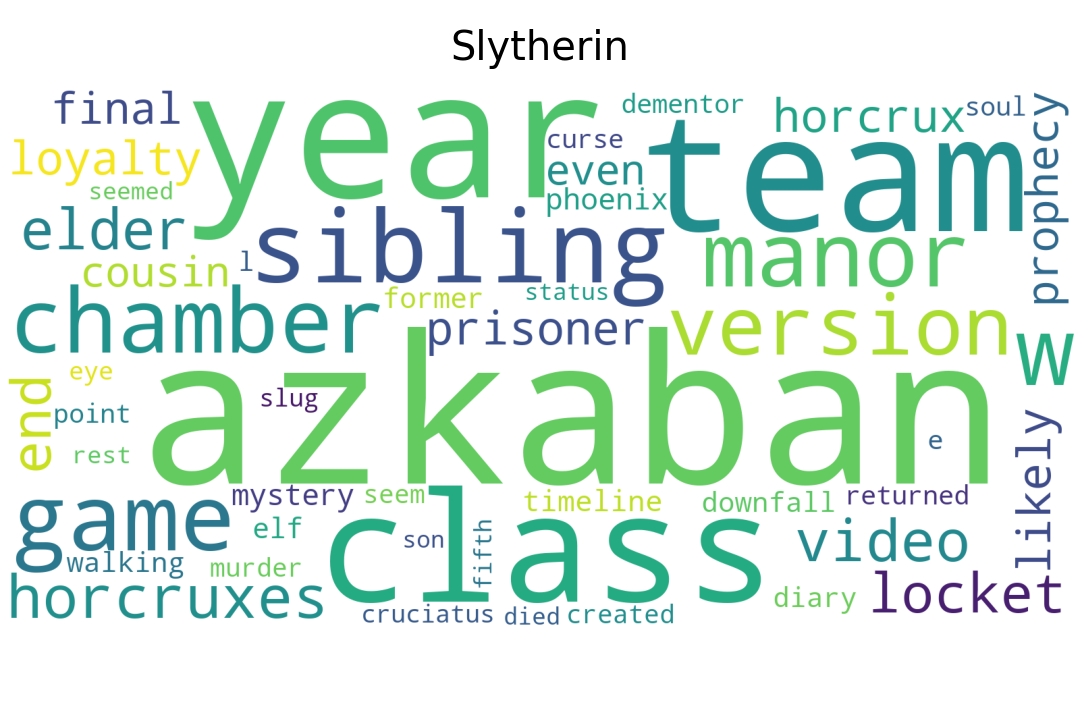 Slytherin
final
year
dementor
horcrux
soul
prophecy
loyalty
curse
team
even
seemed
phoenix
elder
sibling
manor
cousin
l
chamber
former
status
prisoner
version
w
end
eye
azkaban
slug
point
e
rest
likely
game
mystery
seem
class
timeline
downfall
returned
elf
son
fifth
video
walking
murder
horcruxes
locket
diary
cruciatus
died
created